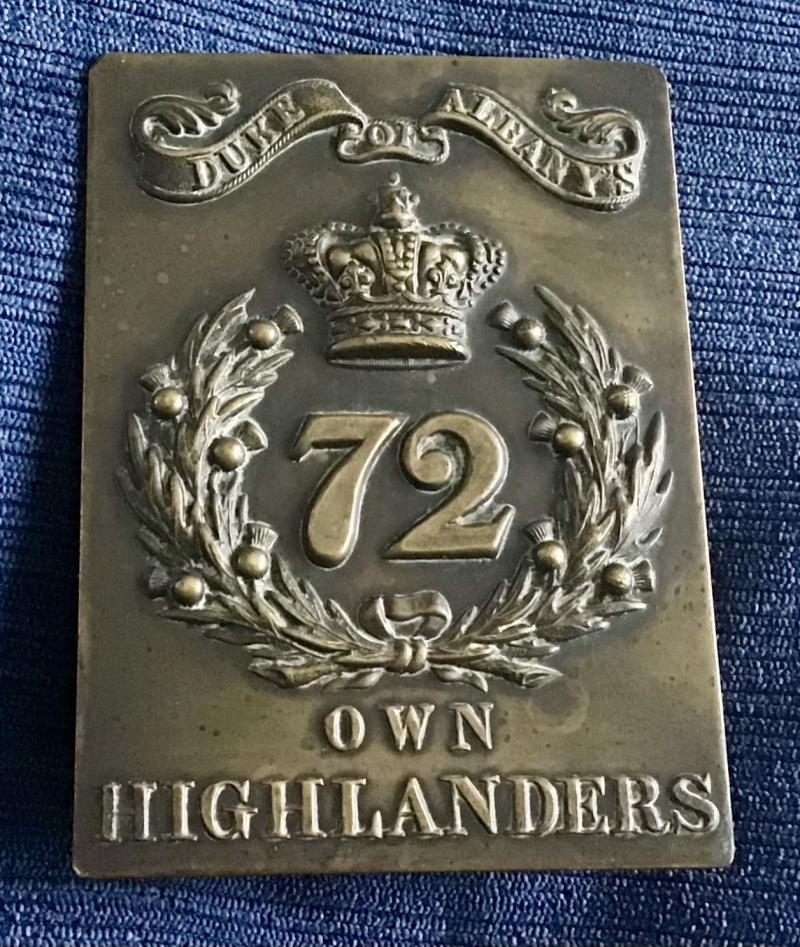 DUKE OF ALBANY'S
72
OWN
HIGHLANDERS